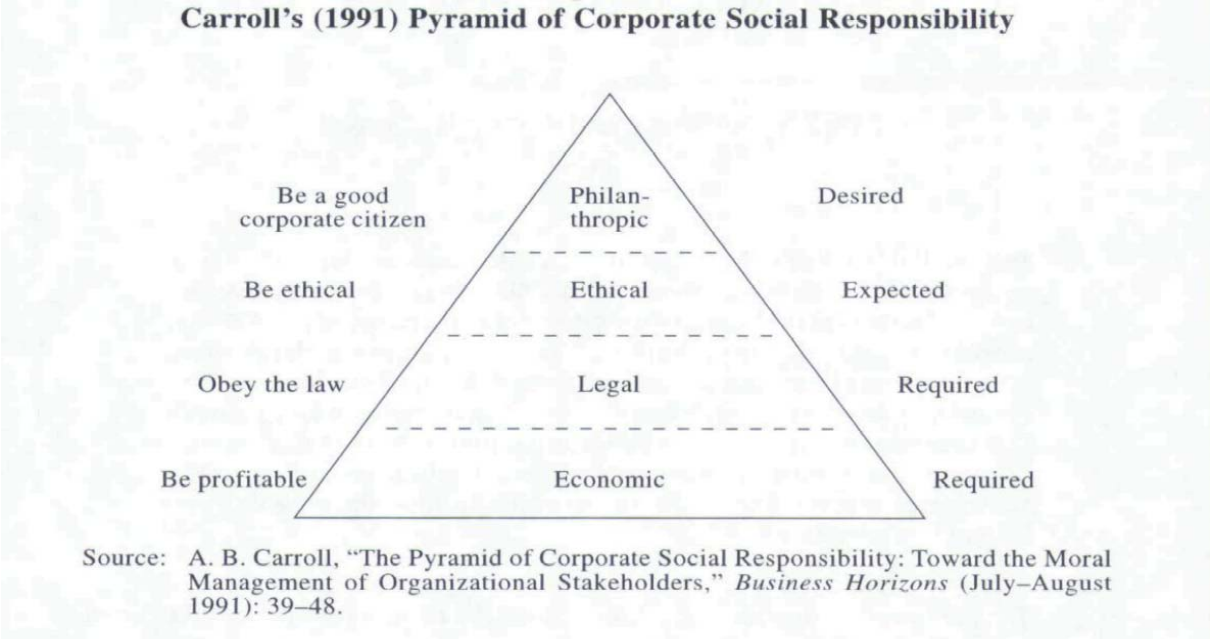 Carroll's (1991) Pyramid of Corporate Social Responsibility
Be a good
corporate citizen
Philan-
thropic
Desired
Be ethical
Ethical
Expected
Obey the law
Legal
Required
Be profitable
Economic
Required
Source: A. B. Carroll, “The Pyramid of Corporate Social Responsibility: Toward the Moral
Management of Organizational Stakeholders,” Business Horizons (July–August
1991): 39–48.